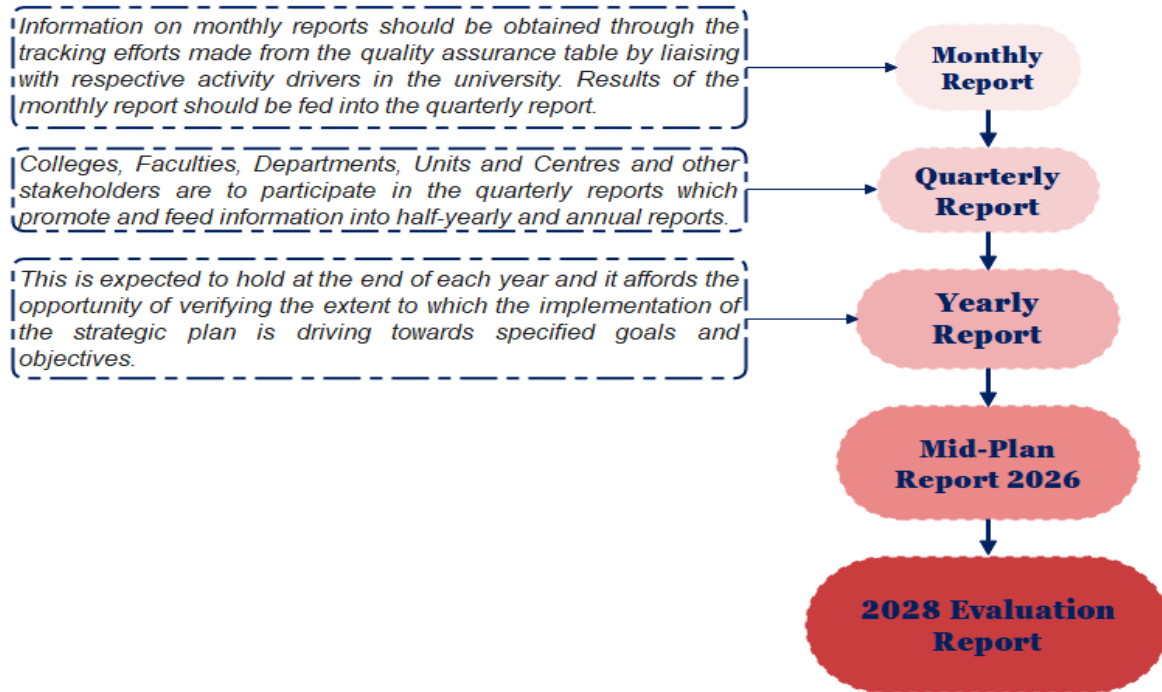 Information on monthly reports should be obtained through the
tracking efforts made from the quality assurance table by liaising
with respective activity drivers in the university. Results of the
monthly report should be fed into the quarterly report.
Monthly
Report
Colleges, Faculties, Departments, Units and Centres and other
stakeholders are to participate in the quarterly reports which
promote and feed information into half-yearly and annual reports.
Quarterly
Report
This is expected to hold at the end of each year and it affords the
opportunity of verifying the extent to which the implementation of
the strategic plan is driving towards specified goals and
objectives.
Yearly
Report
Mid-Plan
Report 2026
2028 Evaluation
Report